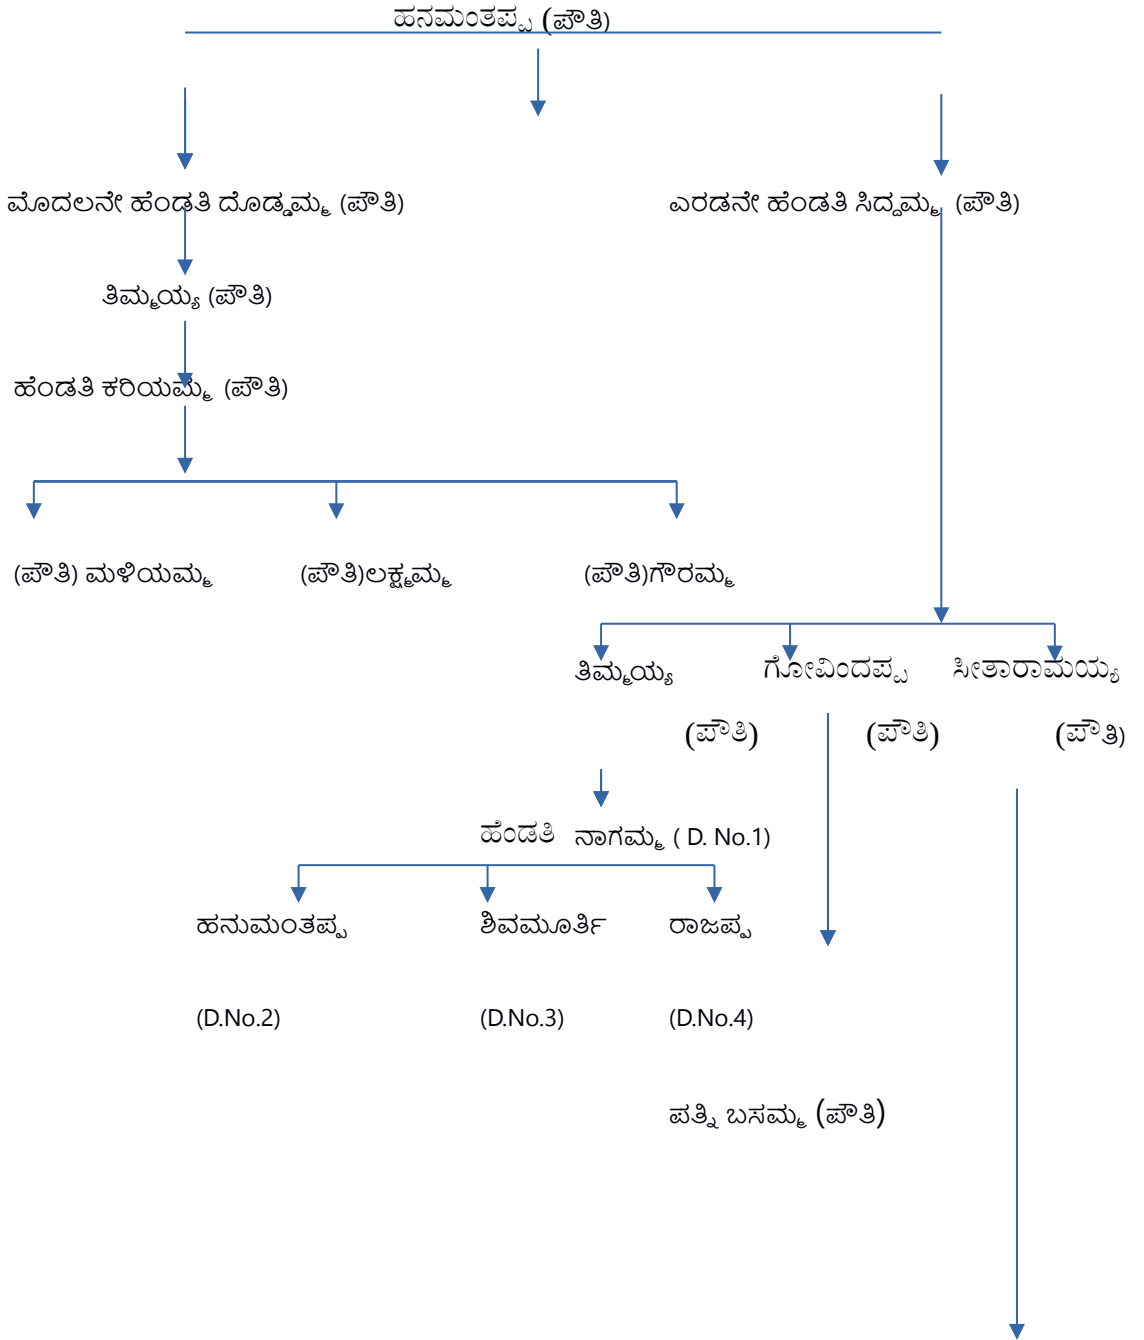 ಹನಮಂತಪ್ಪ (ಪೌತಿ)
ಮೊದಲನೇ ಹೆಂಡತಿ ದೊಡ್ಡಮ್ಮ (ಪೌತಿ) ಎರಡನೇ ಹೆಂಡತಿ ಸಿದ್ದಮ್ಮ (ಪೌತಿ)
ತಿಮ್ಮಯ್ಯ (ಪೌತಿ)
ಹೆಂಡತಿ ಕರಿಯಮ್ಮ (ಪೌತಿ)
(ಪೌತಿ) ಮಳಿಯಮ್ಮ (ಪೌತಿ)ಲಕ್ಷ್ಮಮ್ಮ (ಪೌತಿ)ಗೌರಮ್ಮ
ತಿಮ್ಮಯ್ಯ ಗೋವಿಂದಪ್ಪ ಸೀತಾರಾಮಯ್ಯ
(ಪೌತಿ) (ಪೌತಿ) (ಪೌತಿ)
ಹೆಂಡತಿ ನಾಗಮ್ಮ ( D. No.1)
ಹನುಮಂತಪ್ಪ ಶಿವಮೂರ್ತಿ ರಾಜಪ್ಪ
(D.No.2) (D.No.3) (D.No.4)
ಪತ್ನಿ ಬಸಮ್ಮ (ಪೌತಿ)